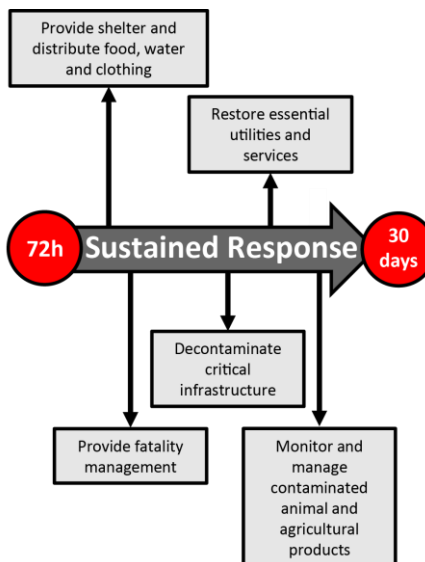 Provide shelter and
distribute food, water
and clothing
Restore essential
utilities and
services
72h
Sustained Response
30
days
Decontaminate
critical
infrastructure
Provide fatality
management
Monitor and
manage
contaminated
animal and
agricultural
products